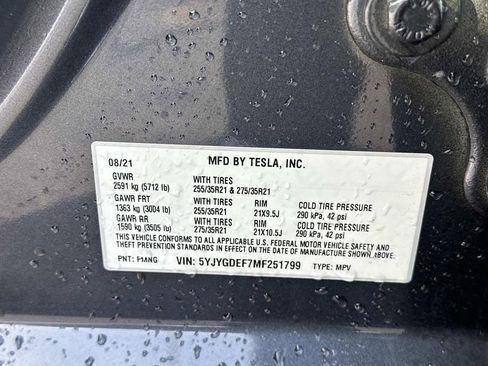 08/21 MFD BY TESLA, INC.
GVWR WITH TIRES
2591 kg (5712 lb) 255/35R21 & 275/35R21
GAWR FRT WITH TIRES RIM COLD TIRE PRESSURE
1363 kg (3004 lb) 255/35R21 21X9.5J 290 kPa, 42 psi
GAWR RR WITH TIRES RIM COLD TIRE PRESSURE
1590 kg (3505 lb) 275/35R21 21X10.5J 290 kPa, 42 psi
THIS VEHICLE CONFORMS TO ALL APPLICABLE U.S. FEDERAL MOTOR VEHICLE SAFETY AND
THEFT PREVENTION STANDARDS IN EFFECT ON THE DATE OF MANUFACTURE SHOWN ABOVE.
PNT: PMNG VIN: 5YJYGDEF7MF251799 TYPE: MPV